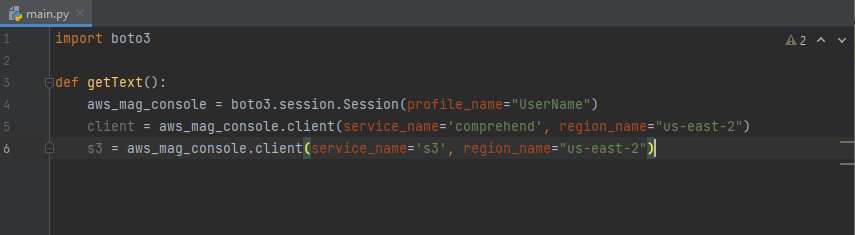 main.py
1 import boto3 2
2
3 def getText():
4 aws_mag_console = boto3.session.Session(profile_name="UserName")
5 client = aws_mag_console.client(service_name='comprehend', region_name="us-east-2")
6 s3 = aws_mag_console.client(service_name='s3', region_name="us-east-2")